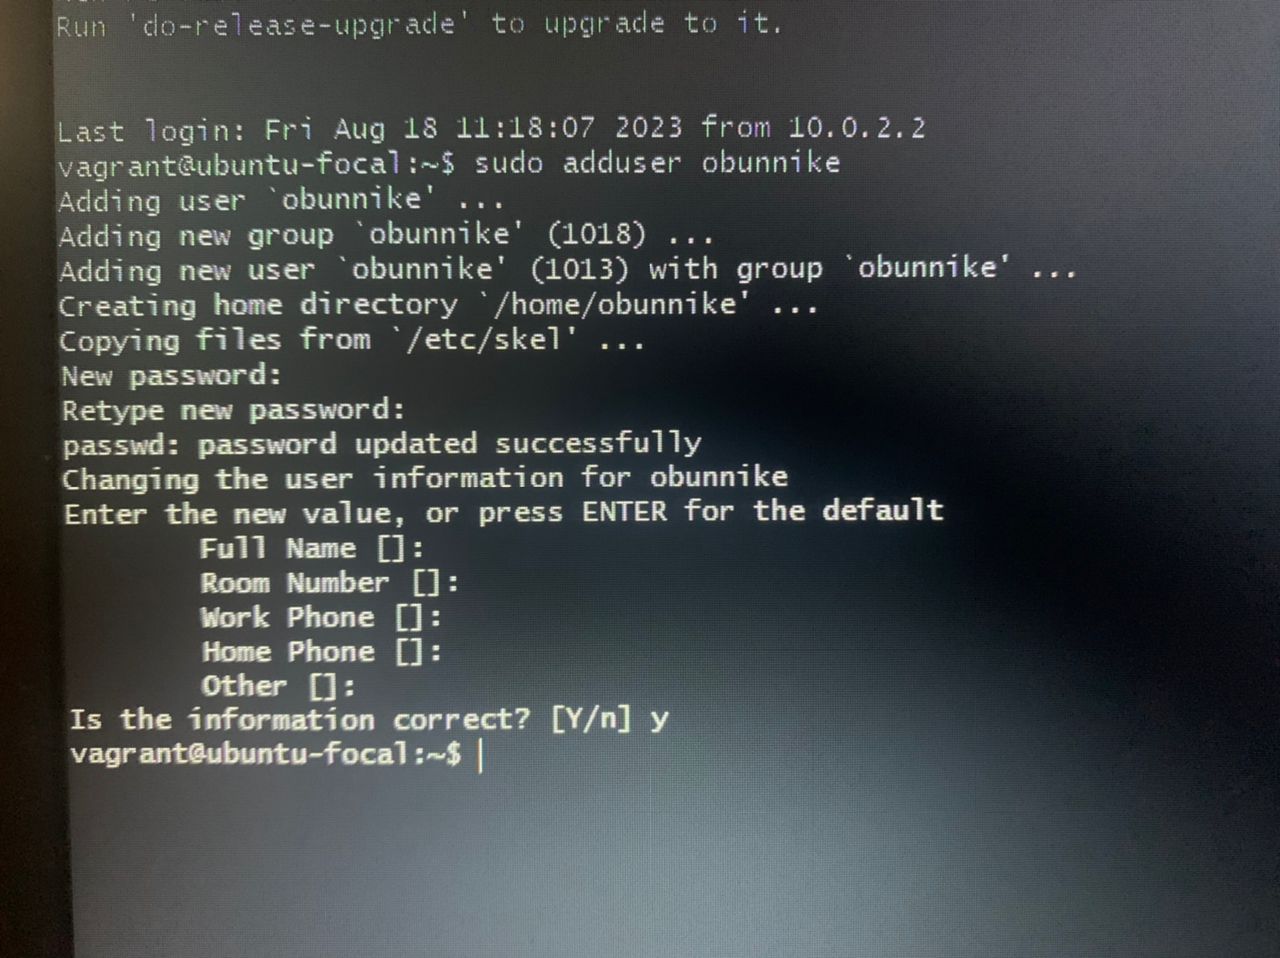 Run 'do-release-upgrade' to upgrade to it.
Last login: Fri Aug 18 11:18:07 2023 from 10.0.2.2
vagrant@ubuntu-focal:~$ sudo adduser obunnike
Adding user `obunnike' ...
Adding new group `obunnike' (1018) ...
Adding new user `obunnike' (1013) with group `obunnike' ...
Creating home directory `/home/obunnike' ...
Copying files from `/etc/skel' ...
New password:
Retype new password:
passwd: password updated successfully
Changing the user information for obunnike
Enter the new value, or press ENTER for the default
Full Name []:
Room Number []:
Work Phone []:
Home Phone []:
Other []:
Is the information correct? [Y/n] y
vagrant@ubuntu-focal:~$